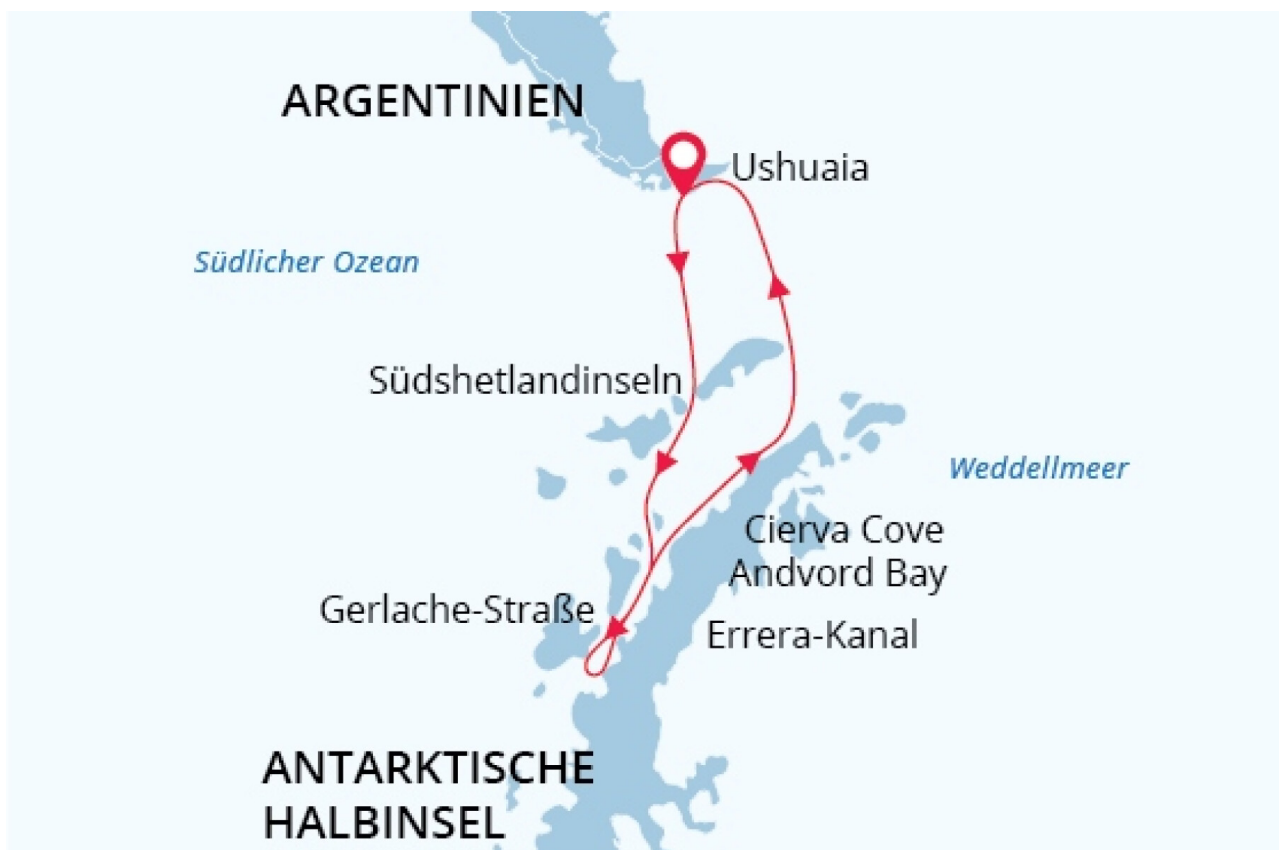 ARGENTINIEN
Ushuaia
Südlicher Ozean
Südshetlandinseln
Weddellmeer
Cierva Cove
Andvord Bay
Gerlache-Straße
Errera-Kanal
ANTARKTISCHE
HALBINSEL